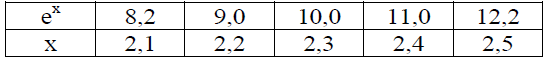 eˣ 8,2 9,0 10,0 11,0 12,2
x 2,1 2,2 2,3 2,4 2,5